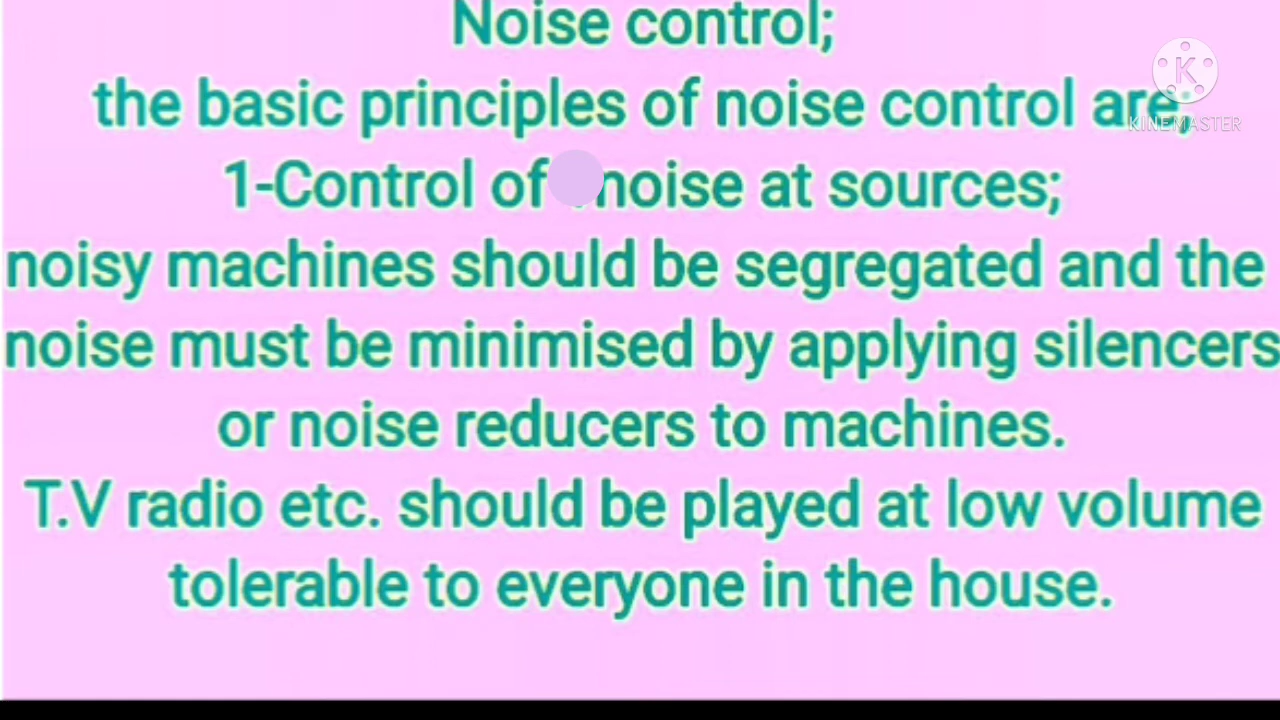 Noise control;
the basic principles of noise control are,
1-Control of noise at sources;
noisy machines should be segregated and the
noise must be minimised by applying silencers
or noise reducers to machines.
T.V radio etc. should be played at low volume
tolerable to everyone in the house.
K
KINEMASTER